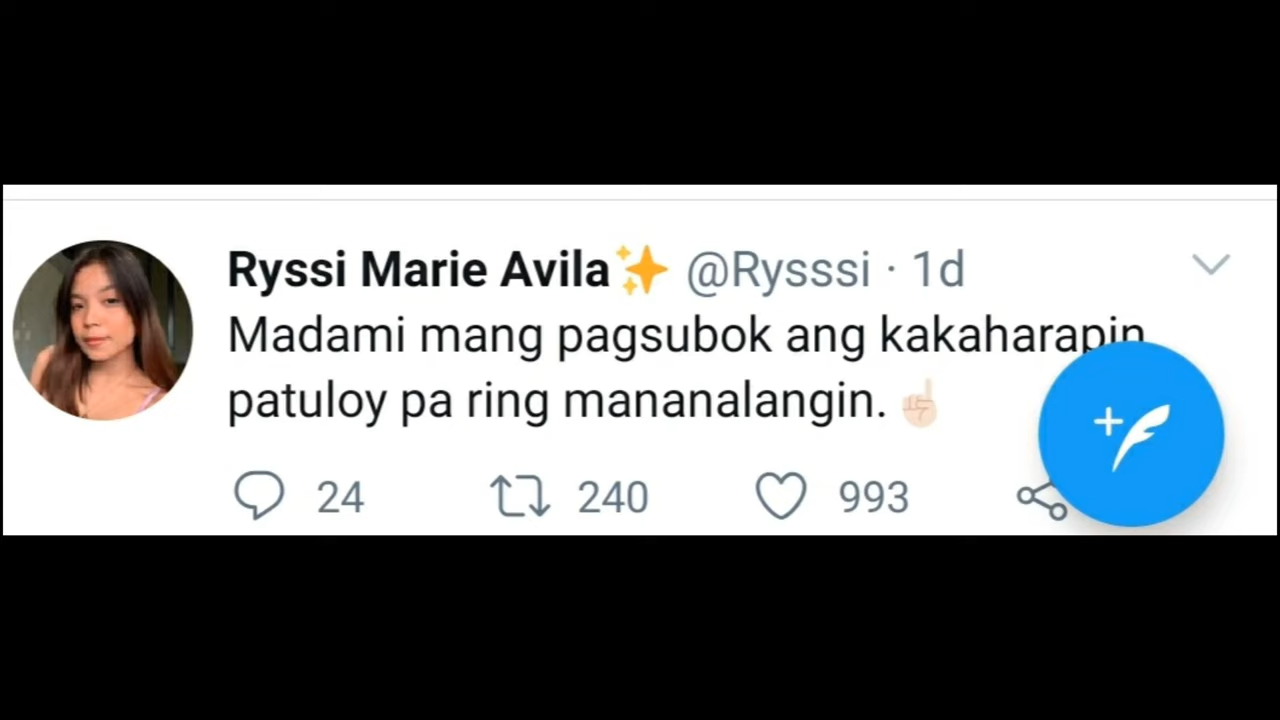 Ryssi Marie Avila✨ @Rysssi · 1d
Madami mang pagsubok ang kakaharapin
patuloy pa ring mananalangin. ☝🏻
24 240 993